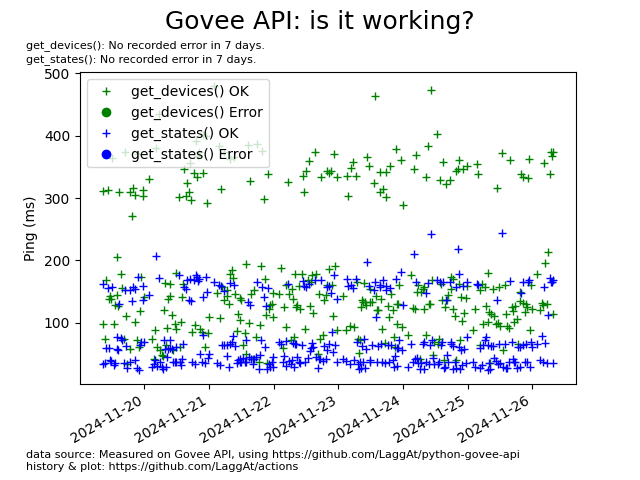 Govee API: is it working?
get_devices(): No recorded error in 7 days.
get_states(): No recorded error in 7 days.
500
400
300
200
100
Ping (ms)
get_devices() OK
get_devices() Error
get_states() OK
get_states() Error
2024-11-20
2024-11-21
2024-11-22
2024-11-23
2024-11-24
2024-11-25
2024-11-26
data source: Measured on Govee API, using https://github.com/LaggAt/python-govee-api
history & plot: https://github.com/LaggAt/actions